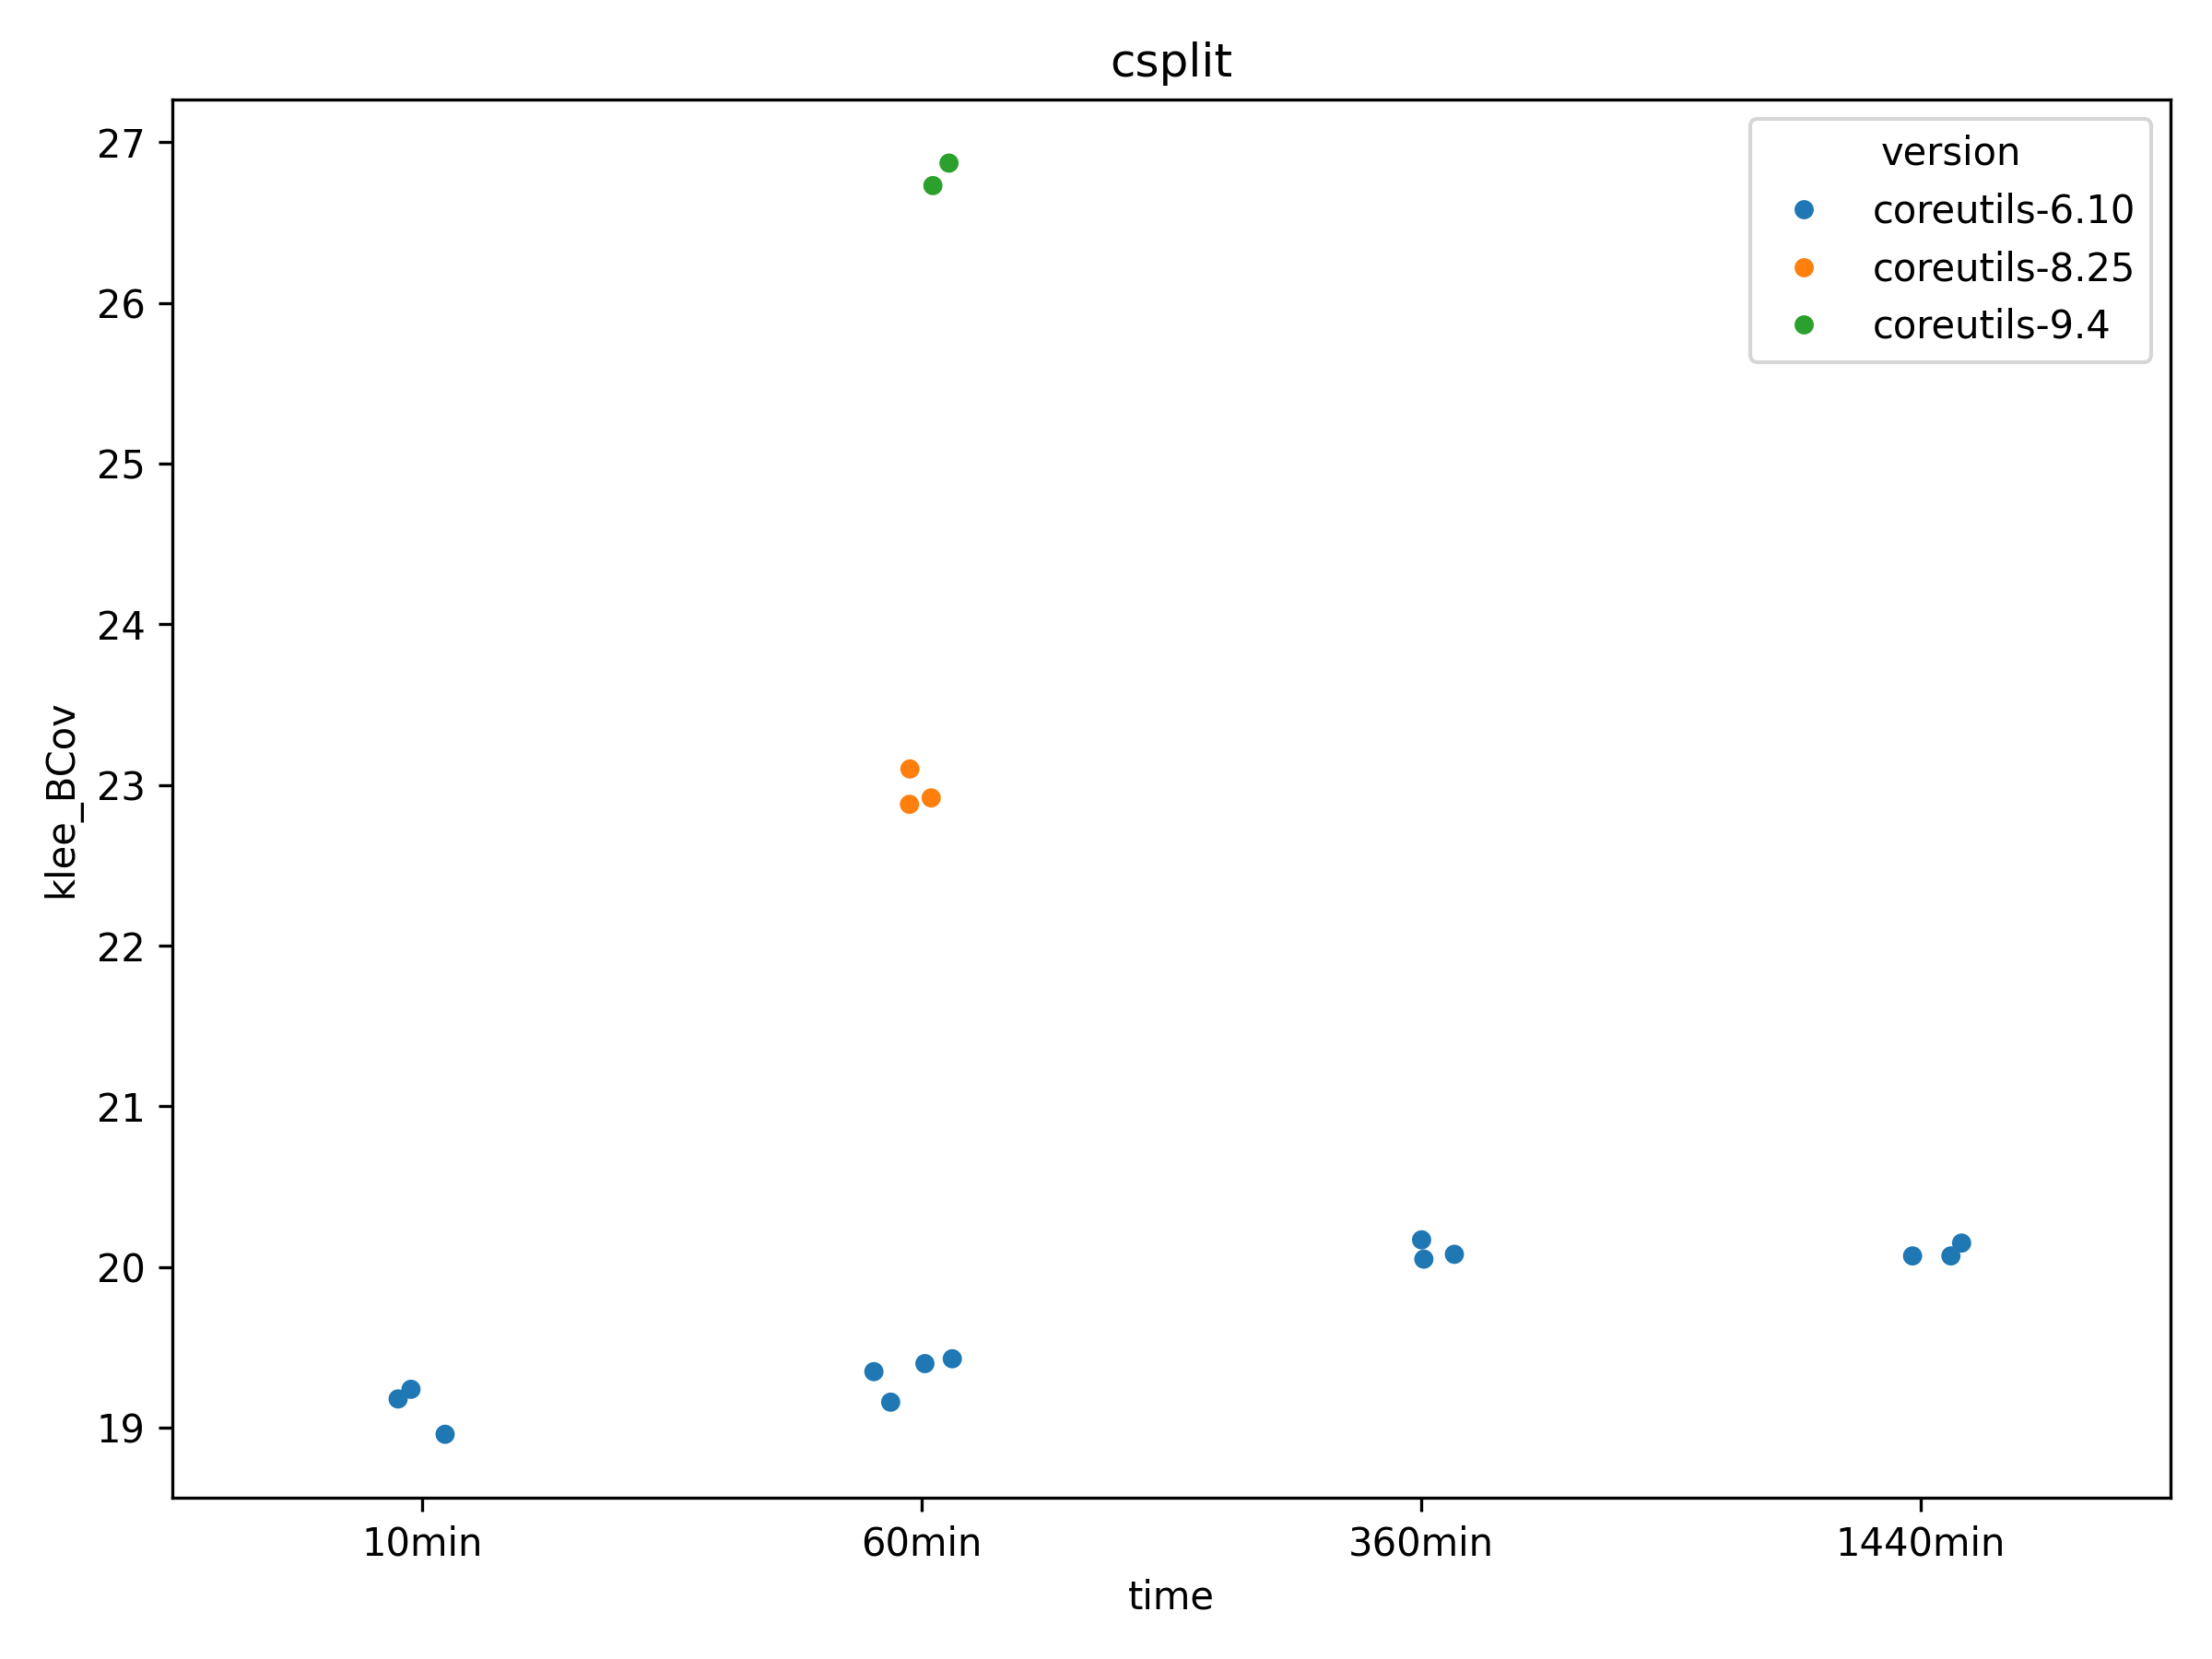 csplit
version
coreutils-6.10
coreutils-8.25
coreutils-9.4
27
26
25
24
23
22
21
20
19
klee_BCov
10min 60min 360min 1440min
time